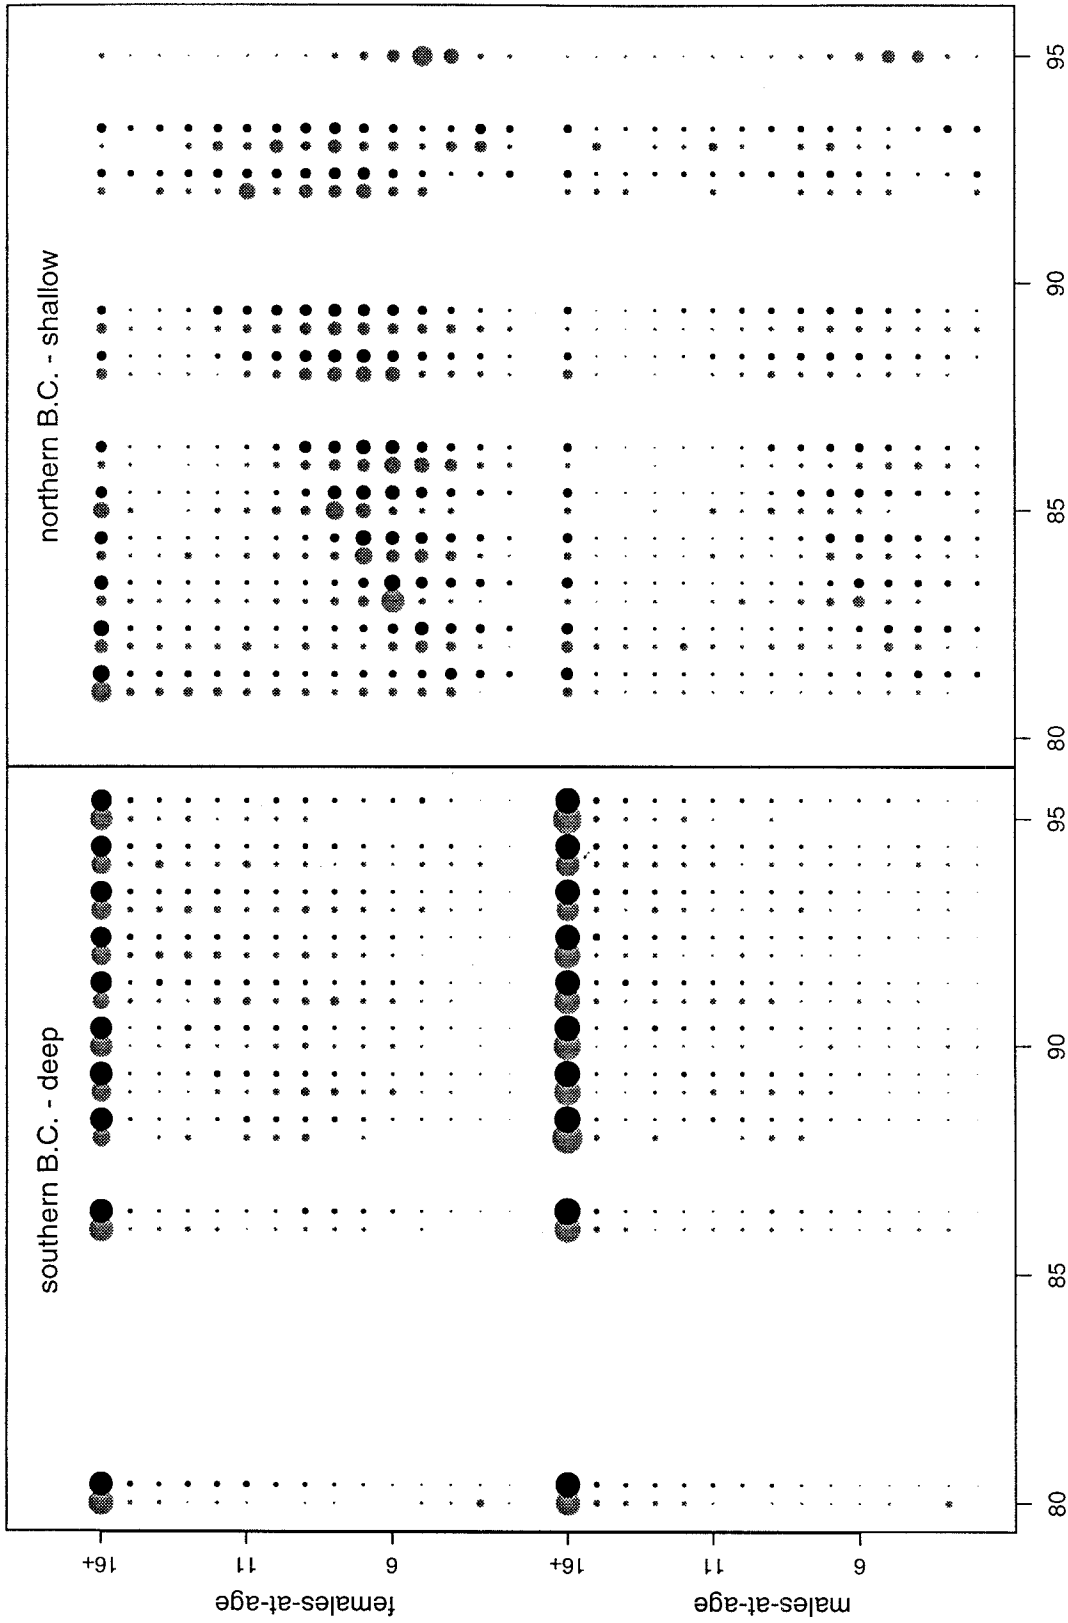 southern B.C. - deep
northern B.C. - shallow
females-at-age
16+
11
6
males-at-age
16+
11
6
80 85 90 95
80 85 90 95